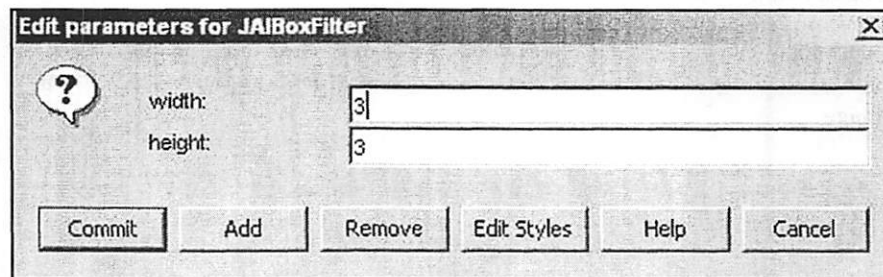 Edit parameters for JAIBoxFilter
width: 3
height: 3
Commit Add Remove Edit Styles Help Cancel